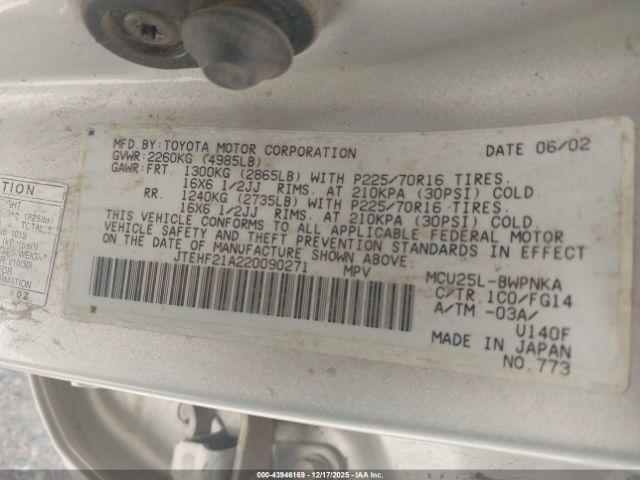 MFD.BY:TOYOTA MOTOR CORPORATION DATE 06/02
GVWR:2260KG (4985LB)
GAWR:FRT. 1300KG (2865LB) WITH P225/70R16 TIRES.
16X6 1/2JJ RIMS. AT 210KPA (30PSI) COLD
RR. 1240KG (2735LB) WITH P225/70R16 TIRES.
16X6 1/2JJ RIMS. AT 210KPA (30PSI) COLD.
THIS VEHICLE CONFORMS TO ALL APPLICABLE FEDERAL MOTOR
VEHICLE SAFETY AND THEFT PREVENTION STANDARDS IN EFFECT
ON THE DATE OF MANUFACTURE SHOWN ABOVE.
JTEHF21A220090271 MPV
MCU25L-BWPNKA
C/TR 1C0/FG14
A/TM -03A/
U140F
MADE IN JAPAN
NO.773
000-43946169 - 12/17/2025 - IAA, Inc.